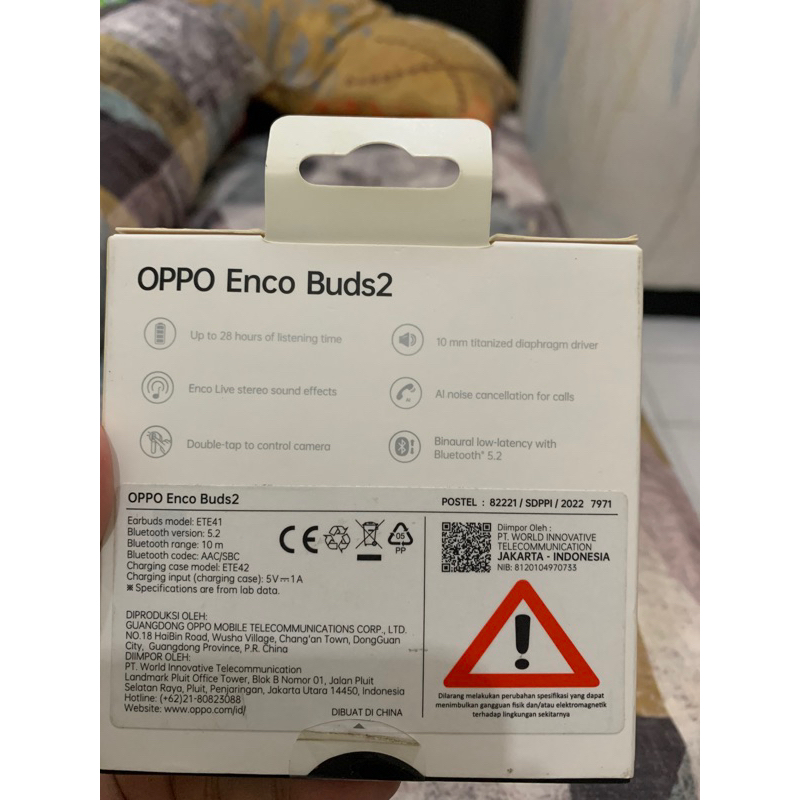 OPPO Enco Buds2
Up to 28 hours of listening time
10 mm titanized diaphragm driver
Enco Live stereo sound effects
AI noise cancellation for calls
Double-tap to control camera
Binaural low-latency with
Bluetooth® 5.2
OPPO Enco Buds2
POSTEL : 82221 / SDPPI / 2022 7971
Earbuds model: ETE41
Bluetooth version: 5.2
Bluetooth range: 10 m
Bluetooth codec: AAC/SBC
Charging case model: ETE42
Charging input (charging case): 5V⎓1A
※ Specifications are from lab data.
CE
05
PP
Diimpor Oleh :
PT. WORLD INNOVATIVE
TELECOMMUNICATION
JAKARTA - INDONESIA
NIB: 8120104970733
DIPRODUKSI OLEH:
GUANGDONG OPPO MOBILE TELECOMMUNICATIONS CORP., LTD.
NO.18 HaiBin Road, Wusha Village, Chang'an Town, DongGuan
City, Guangdong Province, P.R. China
DIIMPOR OLEH:
PT. World Innovative Telecommunication
Landmark Pluit Office Tower, Blok B Nomor 01, Jalan Pluit
Selatan Raya, Pluit, Penjaringan, Jakarta Utara 14450, Indonesia
Hotline: (+62)21-80823088
Website: www.oppo.com/id/
DIBUAT DI CHINA
!
Dilarang melakukan perubahan spesifikasi yang dapat
menimbulkan gangguan fisik dan/atau elektromagnetik
terhadap lingkungan sekitarnya